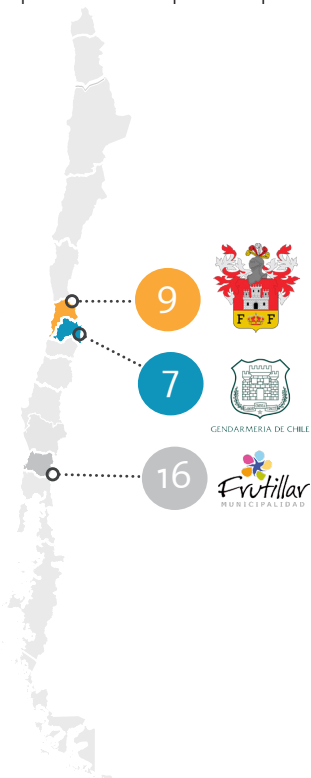 9
F F
7
GENDARMERIA DE CHILE
16
Frutillar
MUNICIPALIDAD